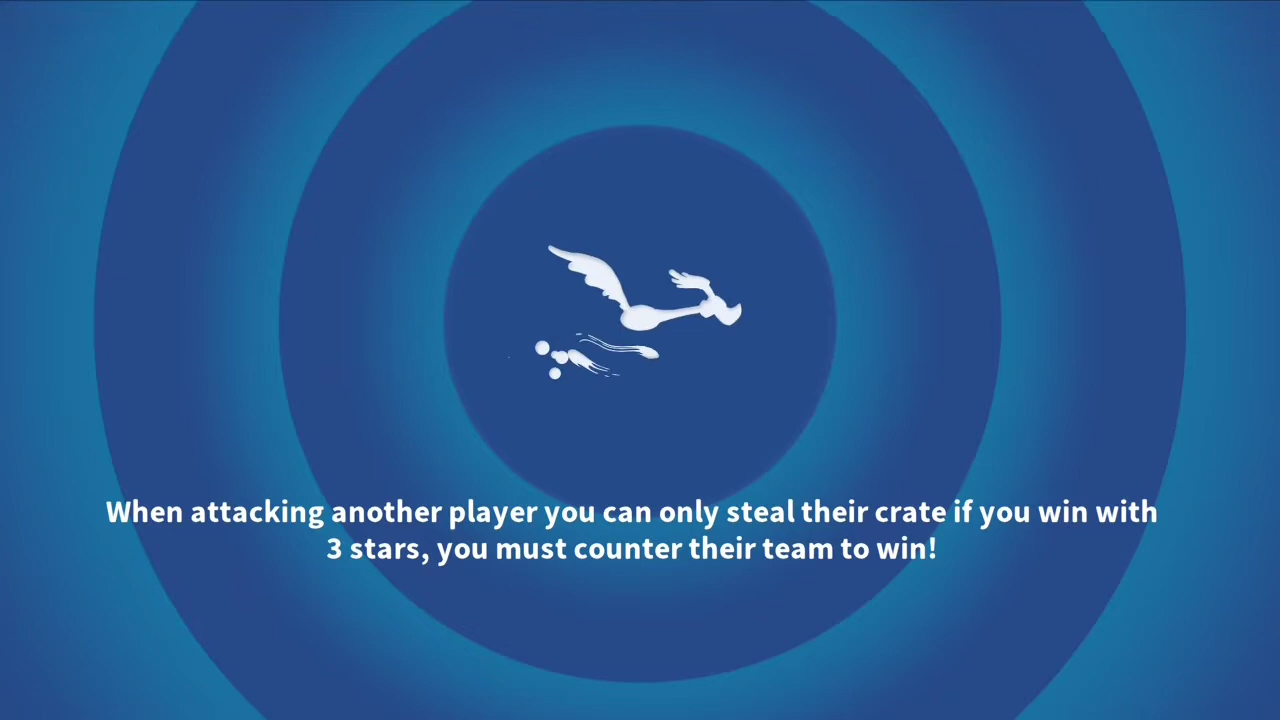 When attacking another player you can only steal their crate if you win with
3 stars, you must counter their team to win!